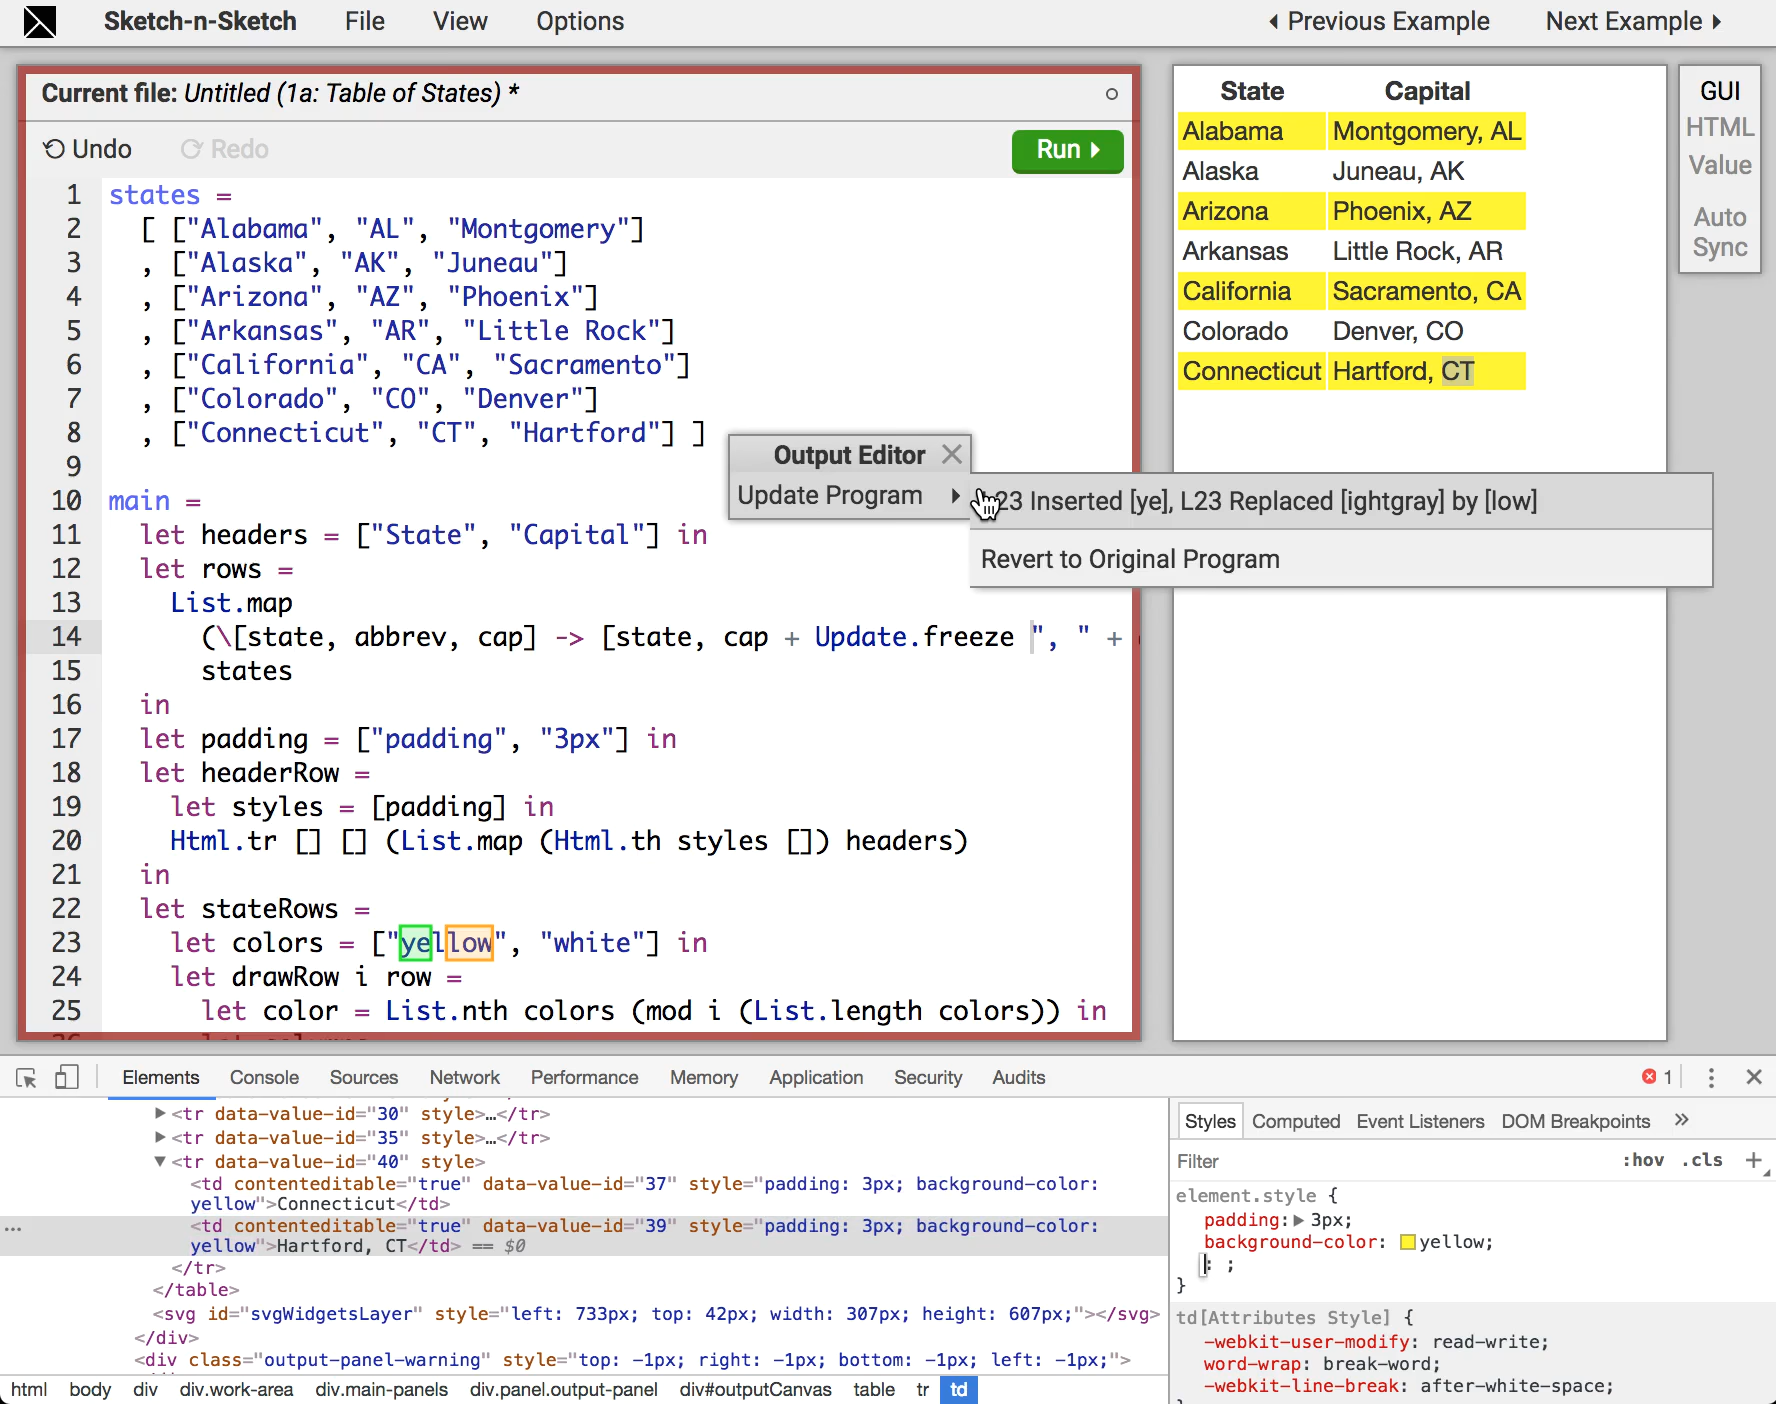 Sketch-n-Sketch File View Options Previous Example Next Example
Current file: Untitled (1a: Table of States) *
Undo Redo Run
1 states =
2 [ ["Alabama", "AL", "Montgomery"]
3 , ["Alaska", "AK", "Juneau"]
4 , ["Arizona", "AZ", "Phoenix"]
5 , ["Arkansas", "AR", "Little Rock"]
6 , ["California", "CA", "Sacramento"]
7 , ["Colorado", "CO", "Denver"]
8 , ["Connecticut", "CT", "Hartford"] ]
9
10 main =
11 let headers = ["State", "Capital"] in
12 let rows =
13 List.map
14 (\[state, abbrev, cap] -> [state, cap + Update.freeze ", " +
15 states
16 in
17 let padding = ["padding", "3px"] in
18 let headerRow =
19 let styles = [padding] in
20 Html.tr [] [] (List.map (Html.th styles []) headers)
21 in
22 let stateRows =
23 let colors = ["yellow", "white"] in
24 let drawRow i row =
25 let color = List.nth colors (mod i (List.length colors)) in
Output Editor
Update Program
23 Inserted [ye], L23 Replaced [ightgray] by [low]
Revert to Original Program
State Capital
Alabama Montgomery, AL
Alaska Juneau, AK
Arizona Phoenix, AZ
Arkansas Little Rock, AR
California Sacramento, CA
Colorado Denver, CO
Connecticut Hartford, CT
GUI
HTML
Value
Auto
Sync
Elements Console Sources Network Performance Memory Application Security Audits 1
<tr data-value-id="30" style>…</tr>
<tr data-value-id="35" style>…</tr>
<tr data-value-id="40" style>
<td contenteditable="true" data-value-id="37" style="padding: 3px; background-color:
yellow">Connecticut</td>
<td contenteditable="true" data-value-id="39" style="padding: 3px; background-color:
yellow">Hartford, CT</td> == $0
</tr>
</table>
<svg id="svgWidgetsLayer" style="left: 733px; top: 42px; width: 307px; height: 607px;"></svg>
</div>
<div class="output-panel-warning" style="top: -1px; right: -1px; bottom: -1px; left: -1px;">
html body div div.work-area div.main-panels div.panel.output-panel div#outputCanvas table tr td
Styles Computed Event Listeners DOM Breakpoints »
Filter :hov .cls +
element.style {
padding: 3px;
background-color: yellow;
: ;
}
td[Attributes Style] {
-webkit-user-modify: read-write;
word-wrap: break-word;
-webkit-line-break: after-white-space;